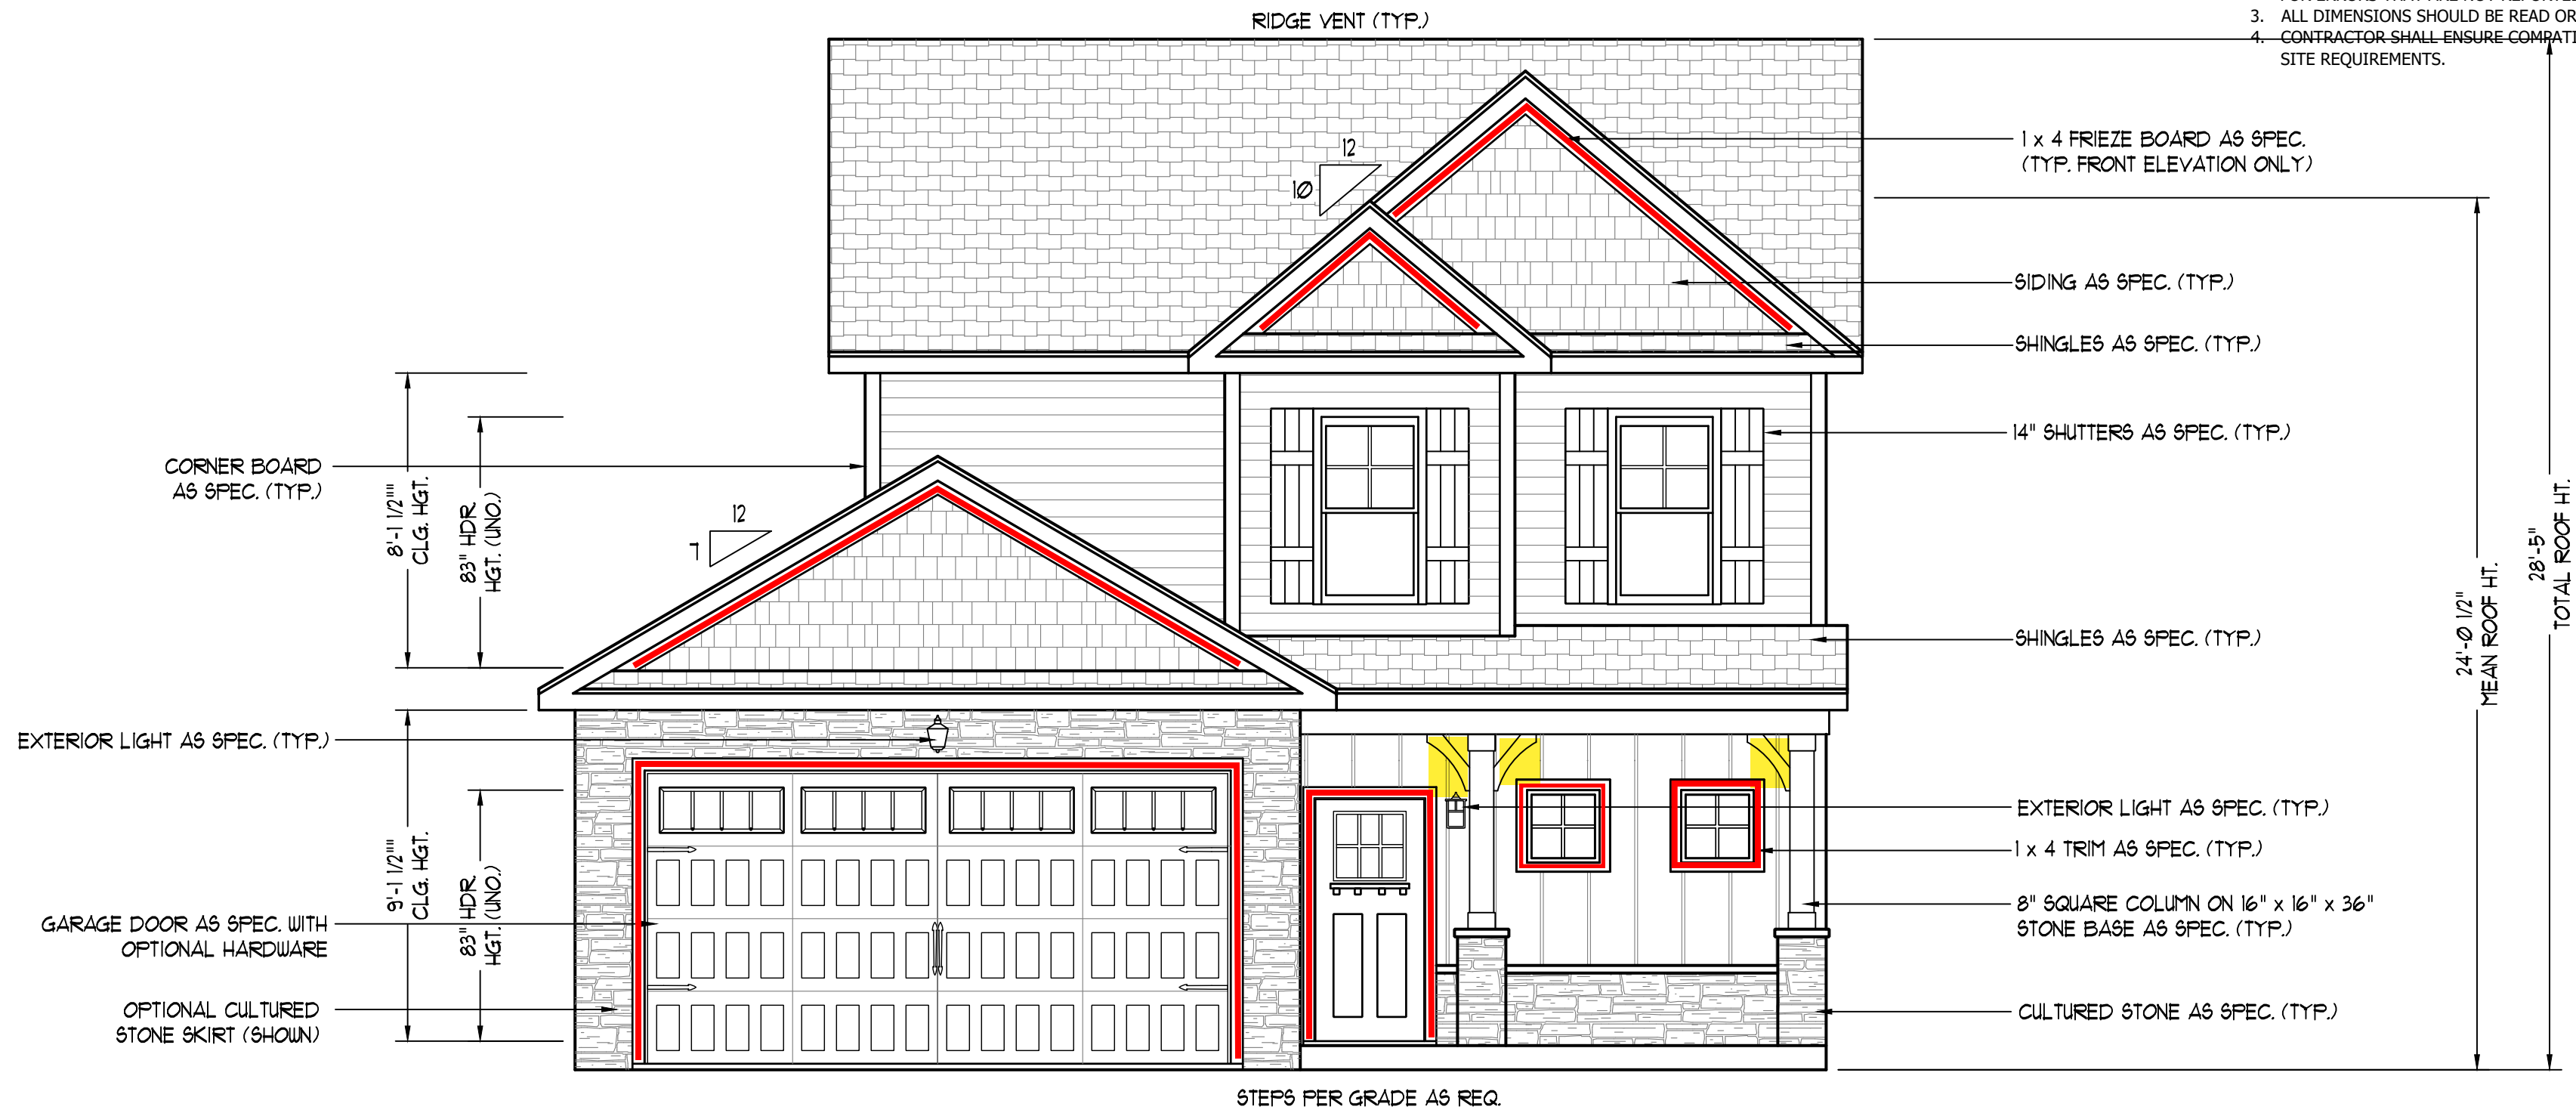 RIDGE VENT (TYP.)
3. ALL DIMENSIONS SHOULD BE READ OR
4. CONTRACTOR SHALL ENSURE COMPATI
SITE REQUIREMENTS.
1 x 4 FRIEZE BOARD AS SPEC.
(TYP. FRONT ELEVATION ONLY)
12
10
SIDING AS SPEC. (TYP.)
SHINGLES AS SPEC. (TYP.)
14" SHUTTERS AS SPEC. (TYP.)
CORNER BOARD
AS SPEC. (TYP.)
8'-1 1/2""
CLG. HGT.
83" HDR.
HGT. (UNO.)
12
7
28'-5"
TOTAL ROOF HT.
24'-0 1/2"
MEAN ROOF HT.
SHINGLES AS SPEC. (TYP.)
EXTERIOR LIGHT AS SPEC. (TYP.)
EXTERIOR LIGHT AS SPEC. (TYP.)
1 x 4 TRIM AS SPEC. (TYP.)
9'-1 1/2""
CLG. HGT.
83" HDR.
HGT. (UNO.)
GARAGE DOOR AS SPEC. WITH
OPTIONAL HARDWARE
8" SQUARE COLUMN ON 16" x 16" x 36"
STONE BASE AS SPEC. (TYP.)
OPTIONAL CULTURED
STONE SKIRT (SHOWN)
CULTURED STONE AS SPEC. (TYP.)
STEPS PER GRADE AS REQ.